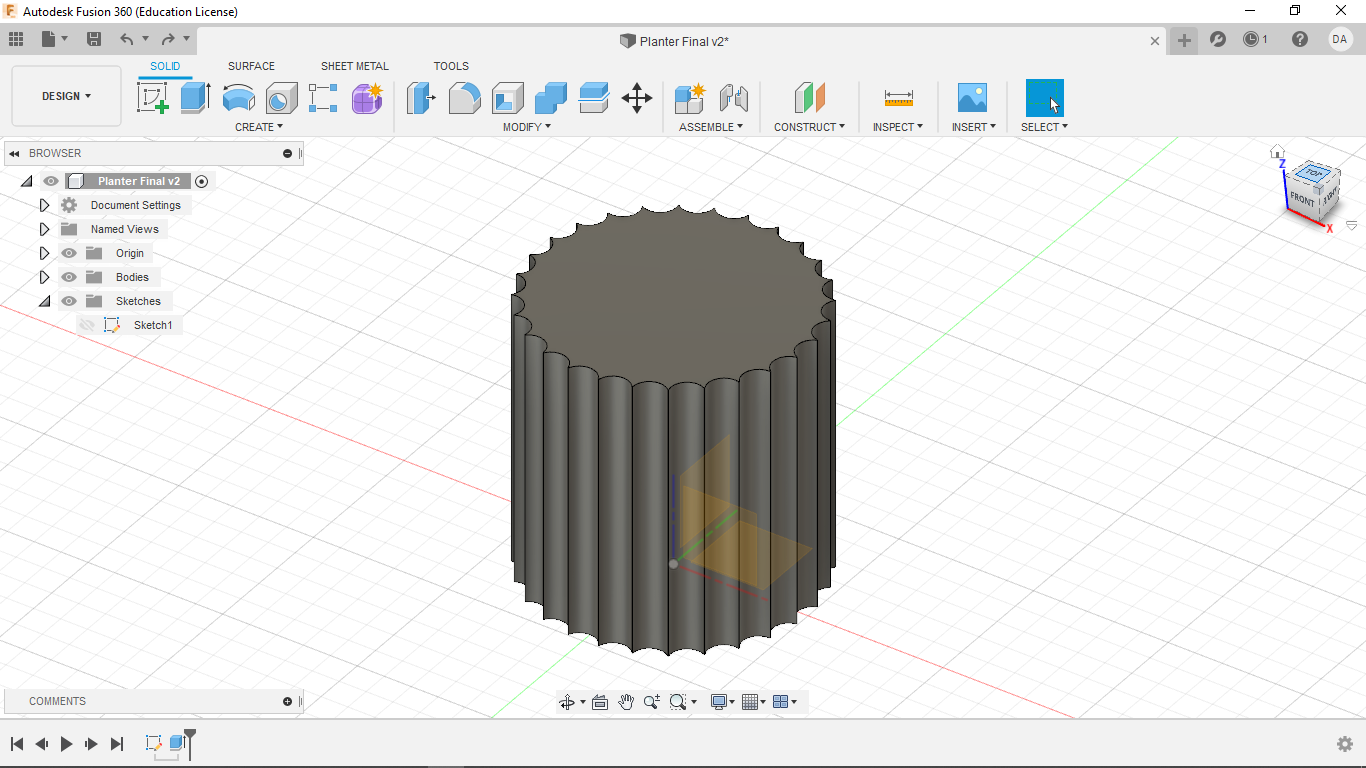 Autodesk Fusion 360 (Education License)
Planter Final v2*
1
DA
SOLID SURFACE SHEET METAL TOOLS
DESIGN
CREATE MODIFY ASSEMBLE CONSTRUCT INSPECT INSERT SELECT
BROWSER
Planter Final v2
Document Settings
Named Views
Origin
Bodies
Sketches
Sketch1
Z
TOP
FRONT
RIGHT
X
COMMENTS